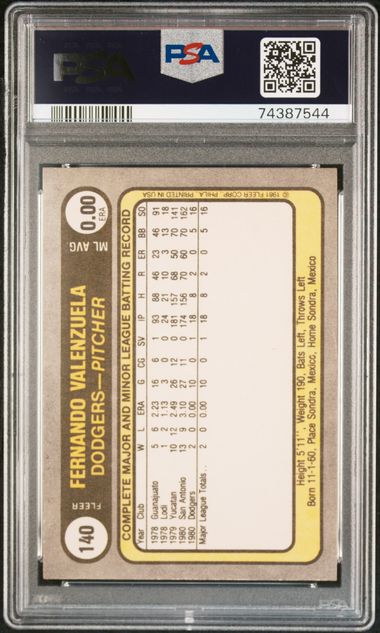 PSA
PSA
74387544
140
FLEER
FERNANDO VALENZUELA
DODGERS—PITCHER
ML AVG
0.00
ERA
COMPLETE MAJOR AND MINOR LEAGUE BATTING RECORD
Year Club W L ERA G CG SV IP H R ER BB SO
1978 Guanajuato 5 6 2.23 16 6 1 93 88 46 23 46 91
1978 Lodi 1 0 1.12 3 0 0 24 21 10 3 13 18
1979 Yucatan 10 12 2.49 26 12 0 181 157 68 50 70 141
1980 San Antonio 13 9 3.10 27 11 0 174 156 70 60 70 162
1980 Dodgers 2 0 0.00 10 0 1 18 8 2 0 5 16
Major League Totals . . 2 0 0.00 10 0 1 18 8 2 0 5 16
Height 5'11", Weight 190, Bats Left, Throws Left
Born 11-1-60, Place Sondra, Mexico, Home Sondra, Mexico
© 1981 FLEER CORP., PHILA. PRINTED IN USA